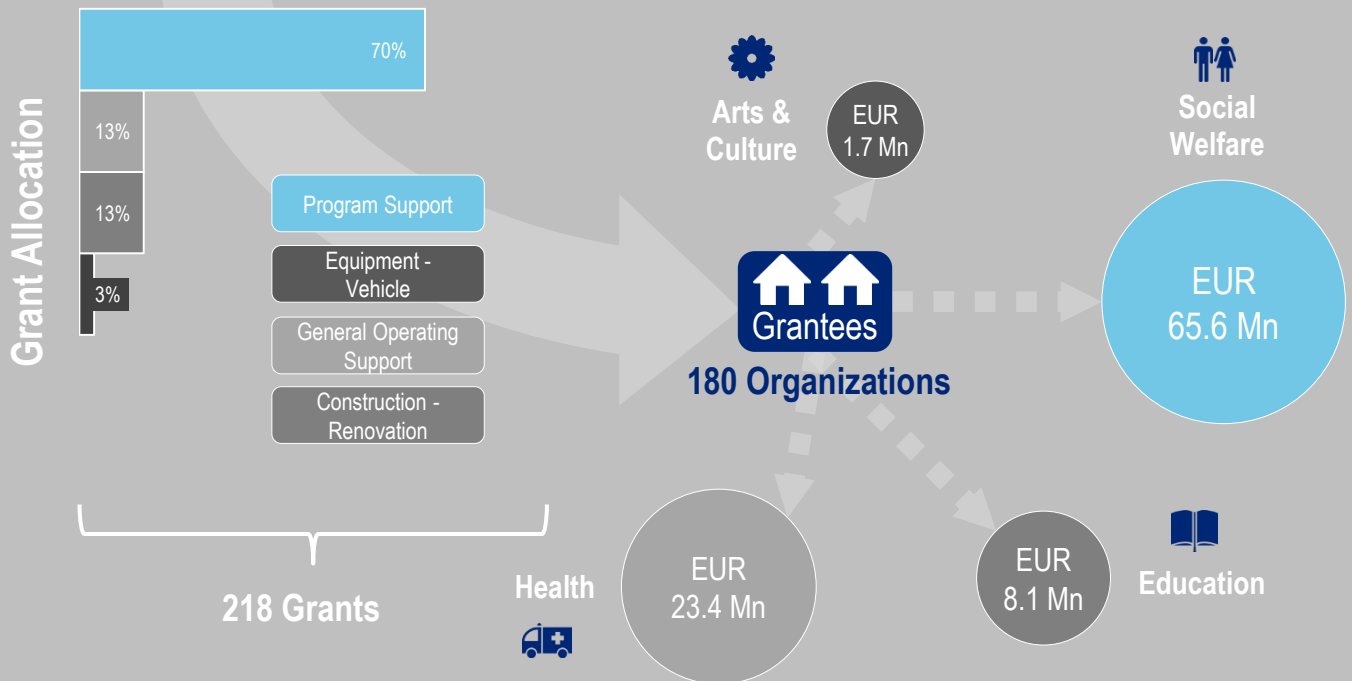 Grant Allocation
70%
13%
13%
3%
Program Support
Equipment -
Vehicle
General Operating
Support
Construction -
Renovation
218 Grants
Arts &
Culture
EUR
1.7 Mn
Social
Welfare
EUR
65.6 Mn
Grantees
180 Organizations
Health
EUR
23.4 Mn
EUR
8.1 Mn
Education